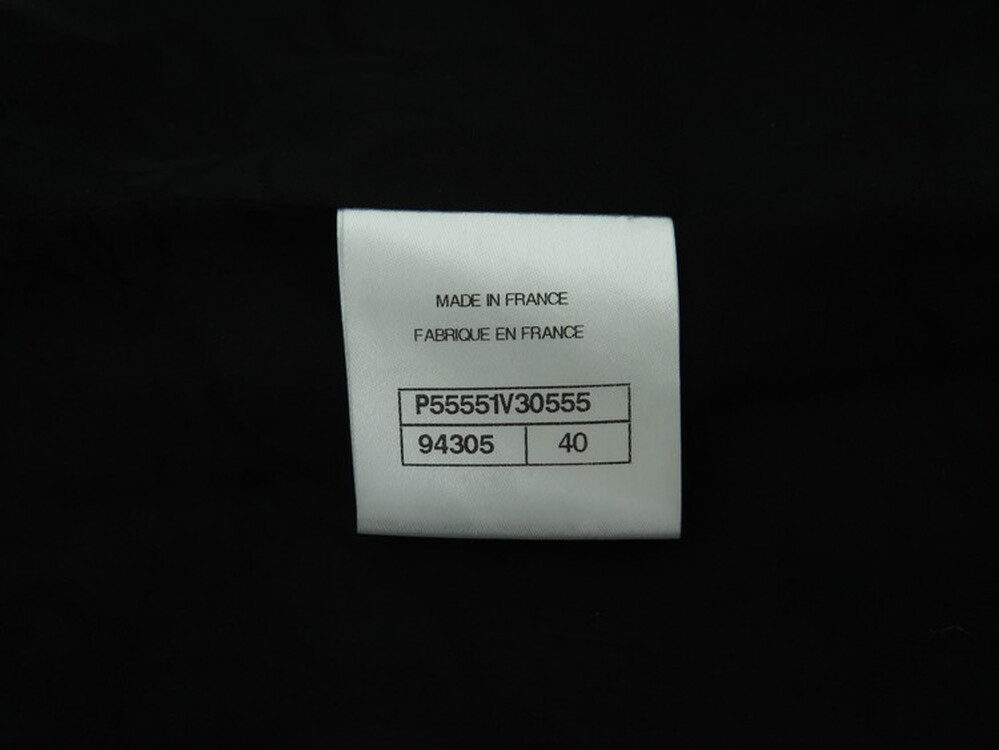 MADE IN FRANCE
FABRIQUE EN FRANCE
P55551V30555
94305 40